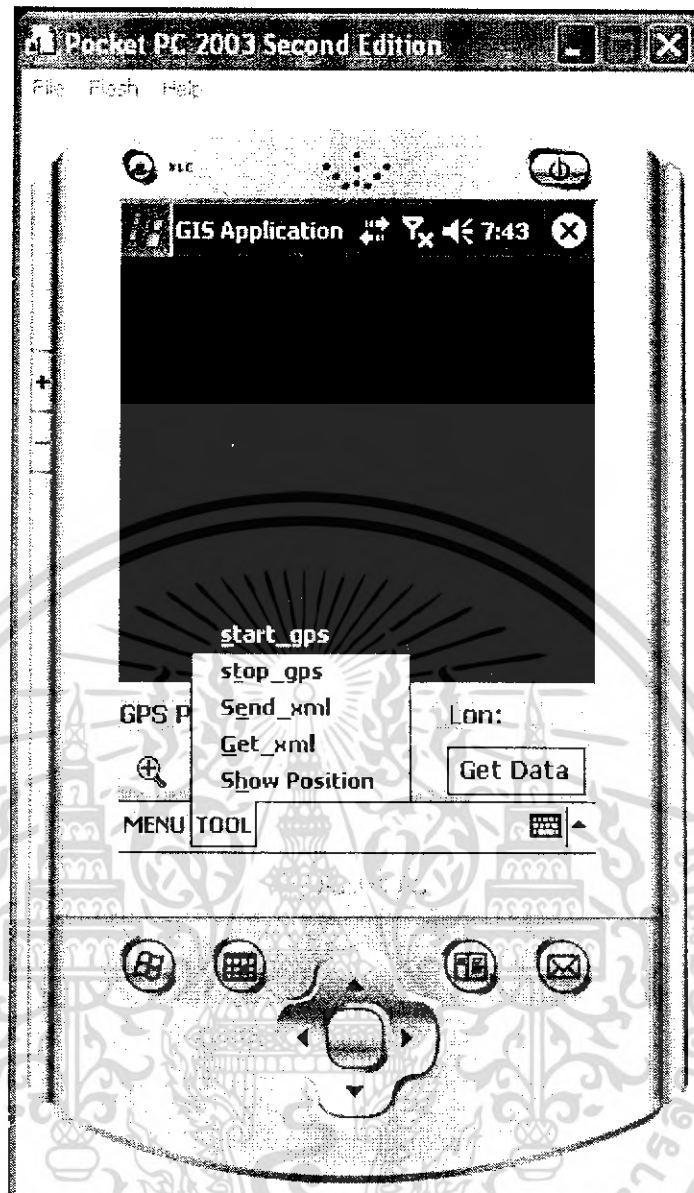 Pocket PC 2003 Second Edition
File Flash Help
GIS Application 7:43
start_gps
stop_gps
Send_xml
Get_xml
Show Position
GPS P
Lon:
Get Data
MENU TOOL